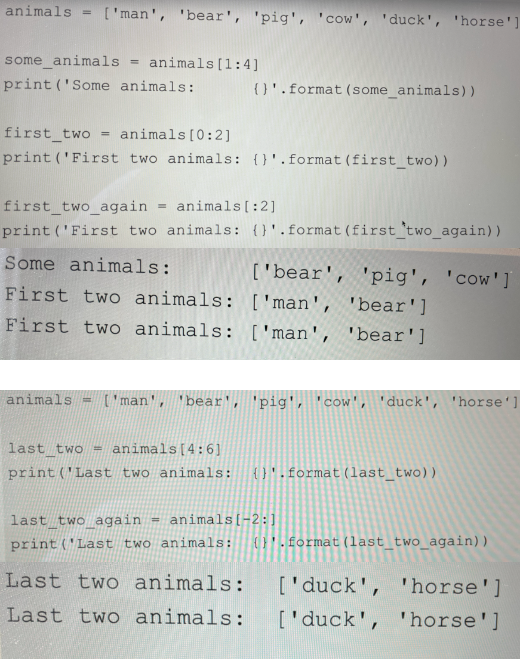 animals = ['man', 'bear', 'pig', 'cow', 'duck', 'horse']
some_animals = animals[1:4]
print('Some animals:      {}'.format(some_animals))
first_two = animals[0:2]
print('First two animals: {}'.format(first_two))
first_two_again = animals[:2]
print('First two animals: {}'.format(first_two_again))
Some animals:      ['bear', 'pig', 'cow']
First two animals: ['man', 'bear']
First two animals: ['man', 'bear']
animals = ['man', 'bear', 'pig', 'cow', 'duck', 'horse']
last_two = animals[4:6]
print('Last two animals:  {}'.format(last_two))
last_two_again = animals[-2:]
print('Last two animals:  {}'.format(last_two_again))
Last two animals:  ['duck', 'horse']
Last two animals:  ['duck', 'horse']